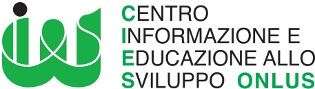 CENTRO
INFORMAZIONE E
EDUCAZIONE ALLO
SVILUPPO ONLUS